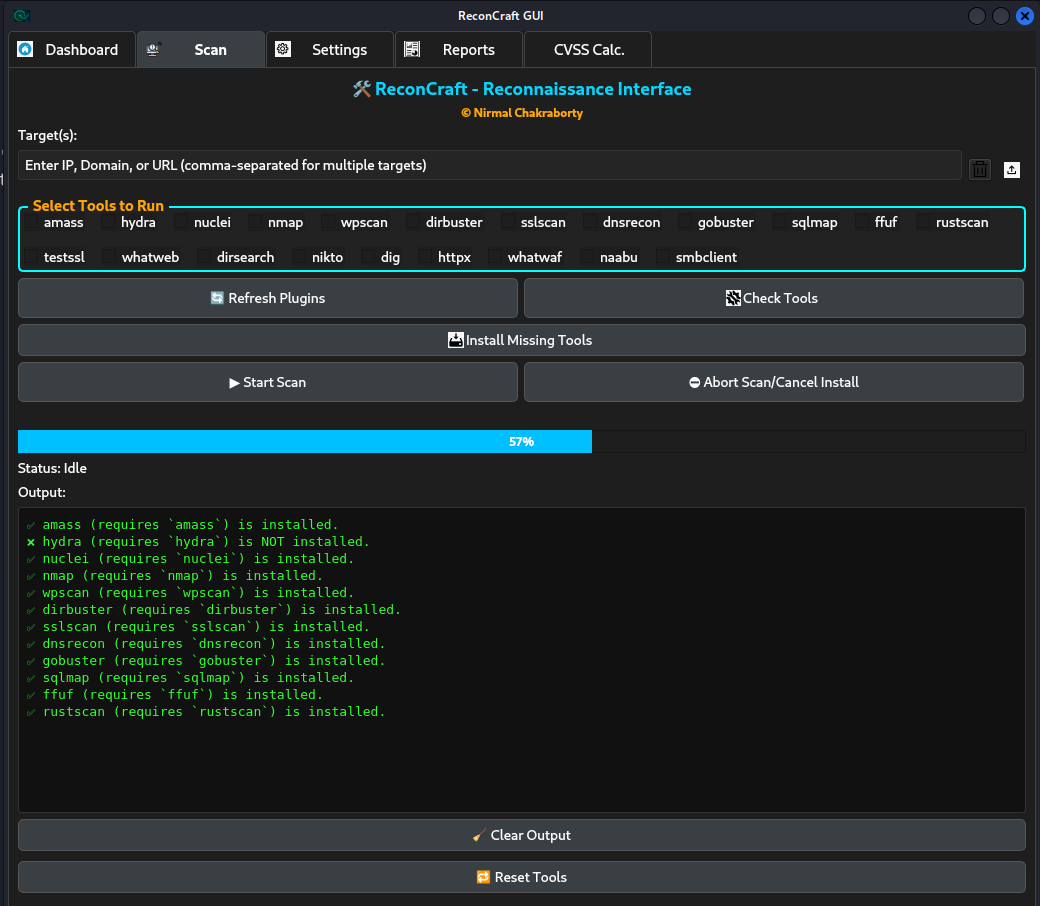 ReconCraft GUI
Dashboard Scan Settings Reports CVSS Calc.
🛠 ReconCraft - Reconnaissance Interface
© Nirmal Chakraborty
Target(s):
Enter IP, Domain, or URL (comma-separated for multiple targets)
Select Tools to Run
amass hydra nuclei nmap wpscan dirbuster sslscan dnsrecon gobuster sqlmap ffuf rustscan
testssl whatweb dirsearch nikto dig httpx whatwaf naabu smbclient
🔄 Refresh Plugins Check Tools
Install Missing Tools
▶ Start Scan ⛔ Abort Scan/Cancel Install
57%
Status: Idle
Output:
✅ amass (requires `amass`) is installed.
❌ hydra (requires `hydra`) is NOT installed.
✅ nuclei (requires `nuclei`) is installed.
✅ nmap (requires `nmap`) is installed.
✅ wpscan (requires `wpscan`) is installed.
✅ dirbuster (requires `dirbuster`) is installed.
✅ sslscan (requires `sslscan`) is installed.
✅ dnsrecon (requires `dnsrecon`) is installed.
✅ gobuster (requires `gobuster`) is installed.
✅ sqlmap (requires `sqlmap`) is installed.
✅ ffuf (requires `ffuf`) is installed.
✅ rustscan (requires `rustscan`) is installed.
🧹 Clear Output
🔁 Reset Tools